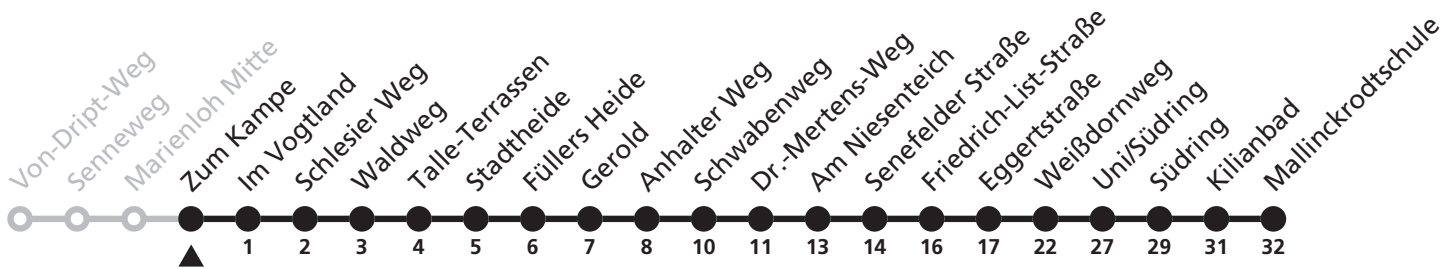 Von-Dript-Weg
Senneweg
Marienloh Mitte
Zum Kampe
Im Vogtland
Schlesier Weg
Waldweg
Talle-Terrassen
Stadtheide
Füllers Heide
Gerold
Anhalter Weg
Schwabenweg
Dr.-Mertens-Weg
Am Niesenteich
Senefelder Straße
Friedrich-List-Straße
Eggertstraße
Weißdornweg
Uni/Südring
Südring
Kilianbad
Mallinckrodtschule
1 2 3 4 5 6 7 8 10 11 13 14 16 17 22 27 29 31 32